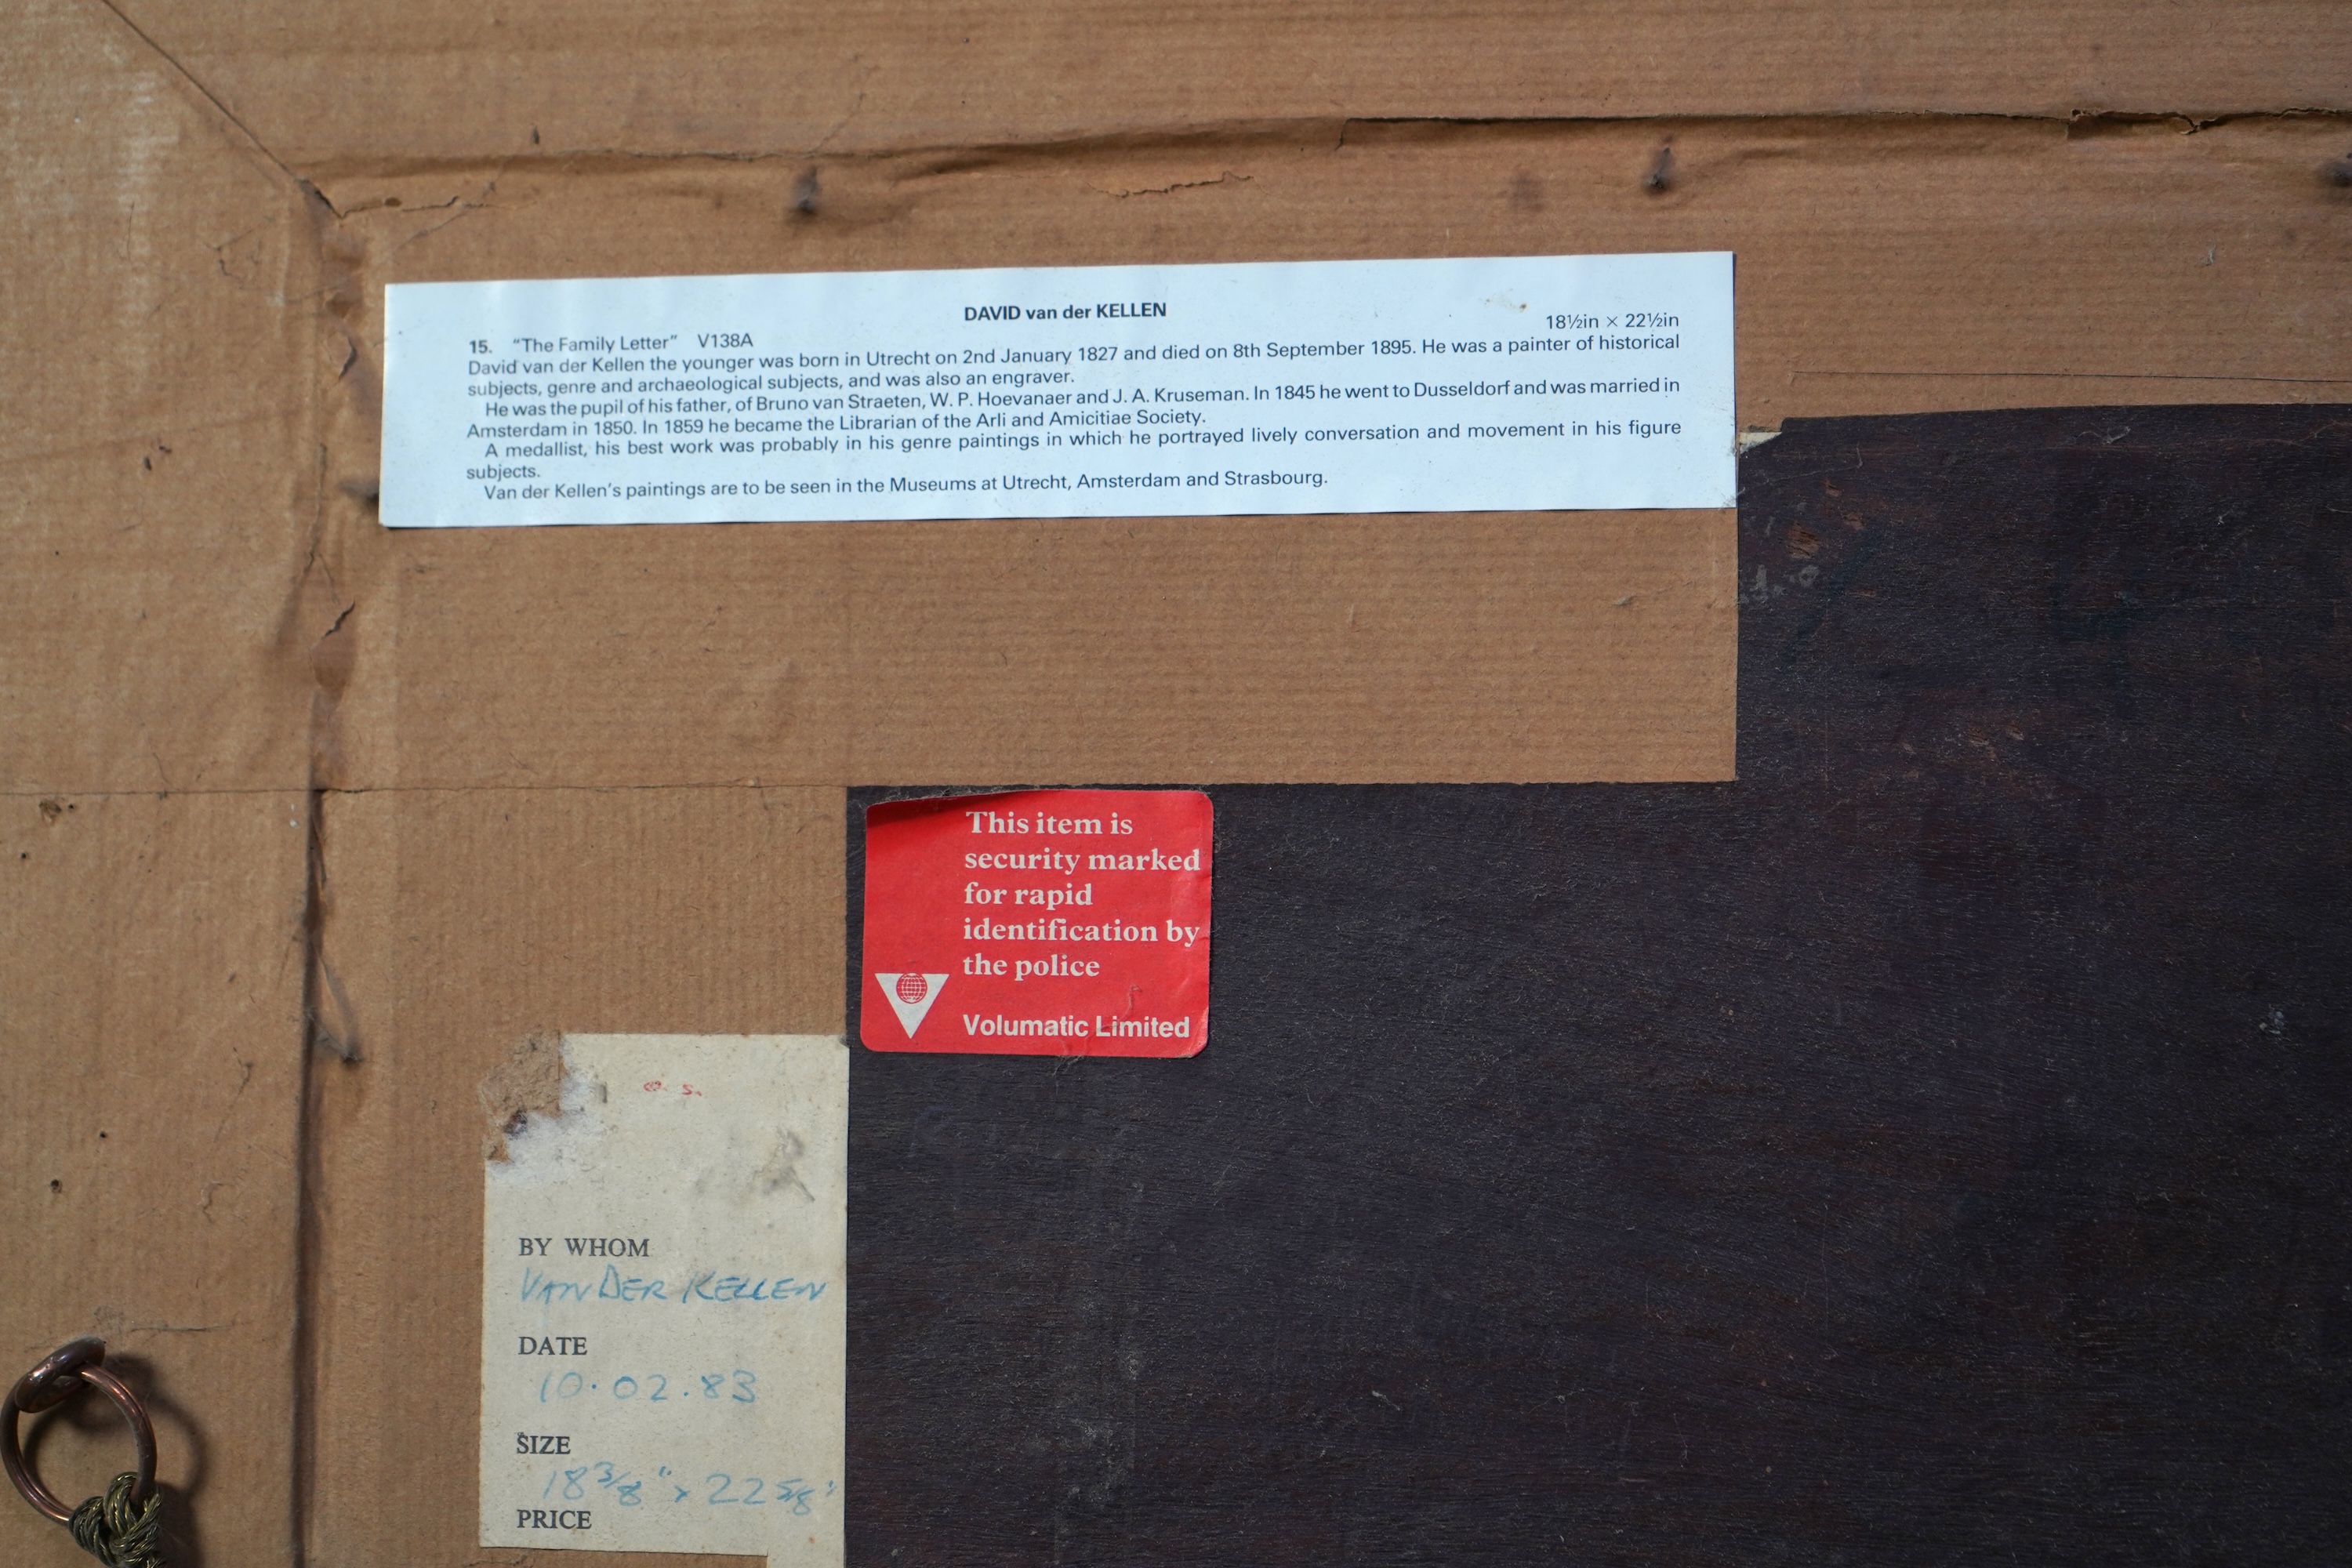 DAVID van der KELLEN
15. "The Family Letter" V138A 18½in × 22½in
David van der Kellen the younger was born in Utrecht on 2nd January 1827 and died on 8th September 1895. He was a painter of historical
subjects, genre and archaeological subjects, and was also an engraver.
He was the pupil of his father, of Bruno van Straeten, W. P. Hoevanaer and J. A. Kruseman. In 1845 he went to Dusseldorf and was married in
Amsterdam in 1850. In 1859 he became the Librarian of the Arli and Amicitiae Society.
A medallist, his best work was probably in his genre paintings in which he portrayed lively conversation and movement in his figure
subjects.
Van der Kellen's paintings are to be seen in the Museums at Utrecht, Amsterdam and Strasbourg.
This item is
security marked
for rapid
identification by
the police
Volumatic Limited
BY WHOM
VAN DER KELLEN
DATE
10.02.83
SIZE
18 3/8" x 22 5/8"
PRICE